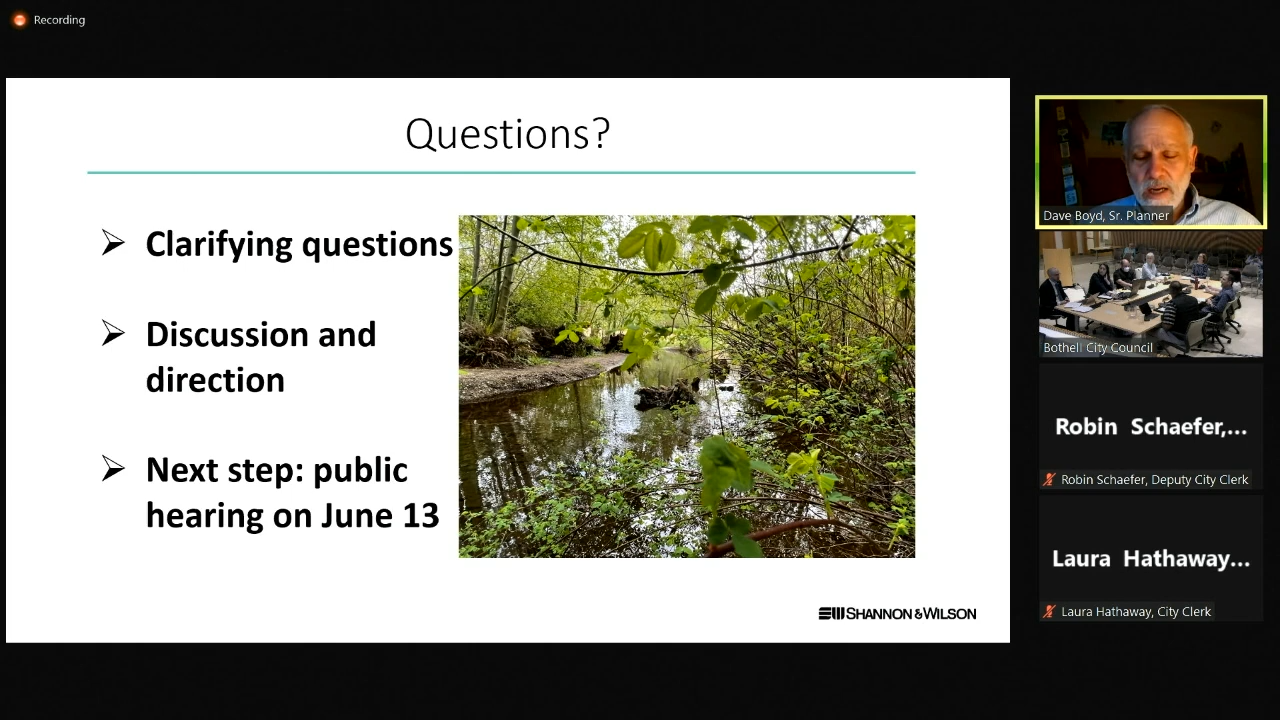 Recording
Questions?
➢ Clarifying questions
➢ Discussion and
direction
➢ Next step: public
hearing on June 13
SHANNON & WILSON
Dave Boyd, Sr. Planner
Bothell City Council
Robin Schaefer,...
Robin Schaefer, Deputy City Clerk
Laura Hathaway...
Laura Hathaway, City Clerk